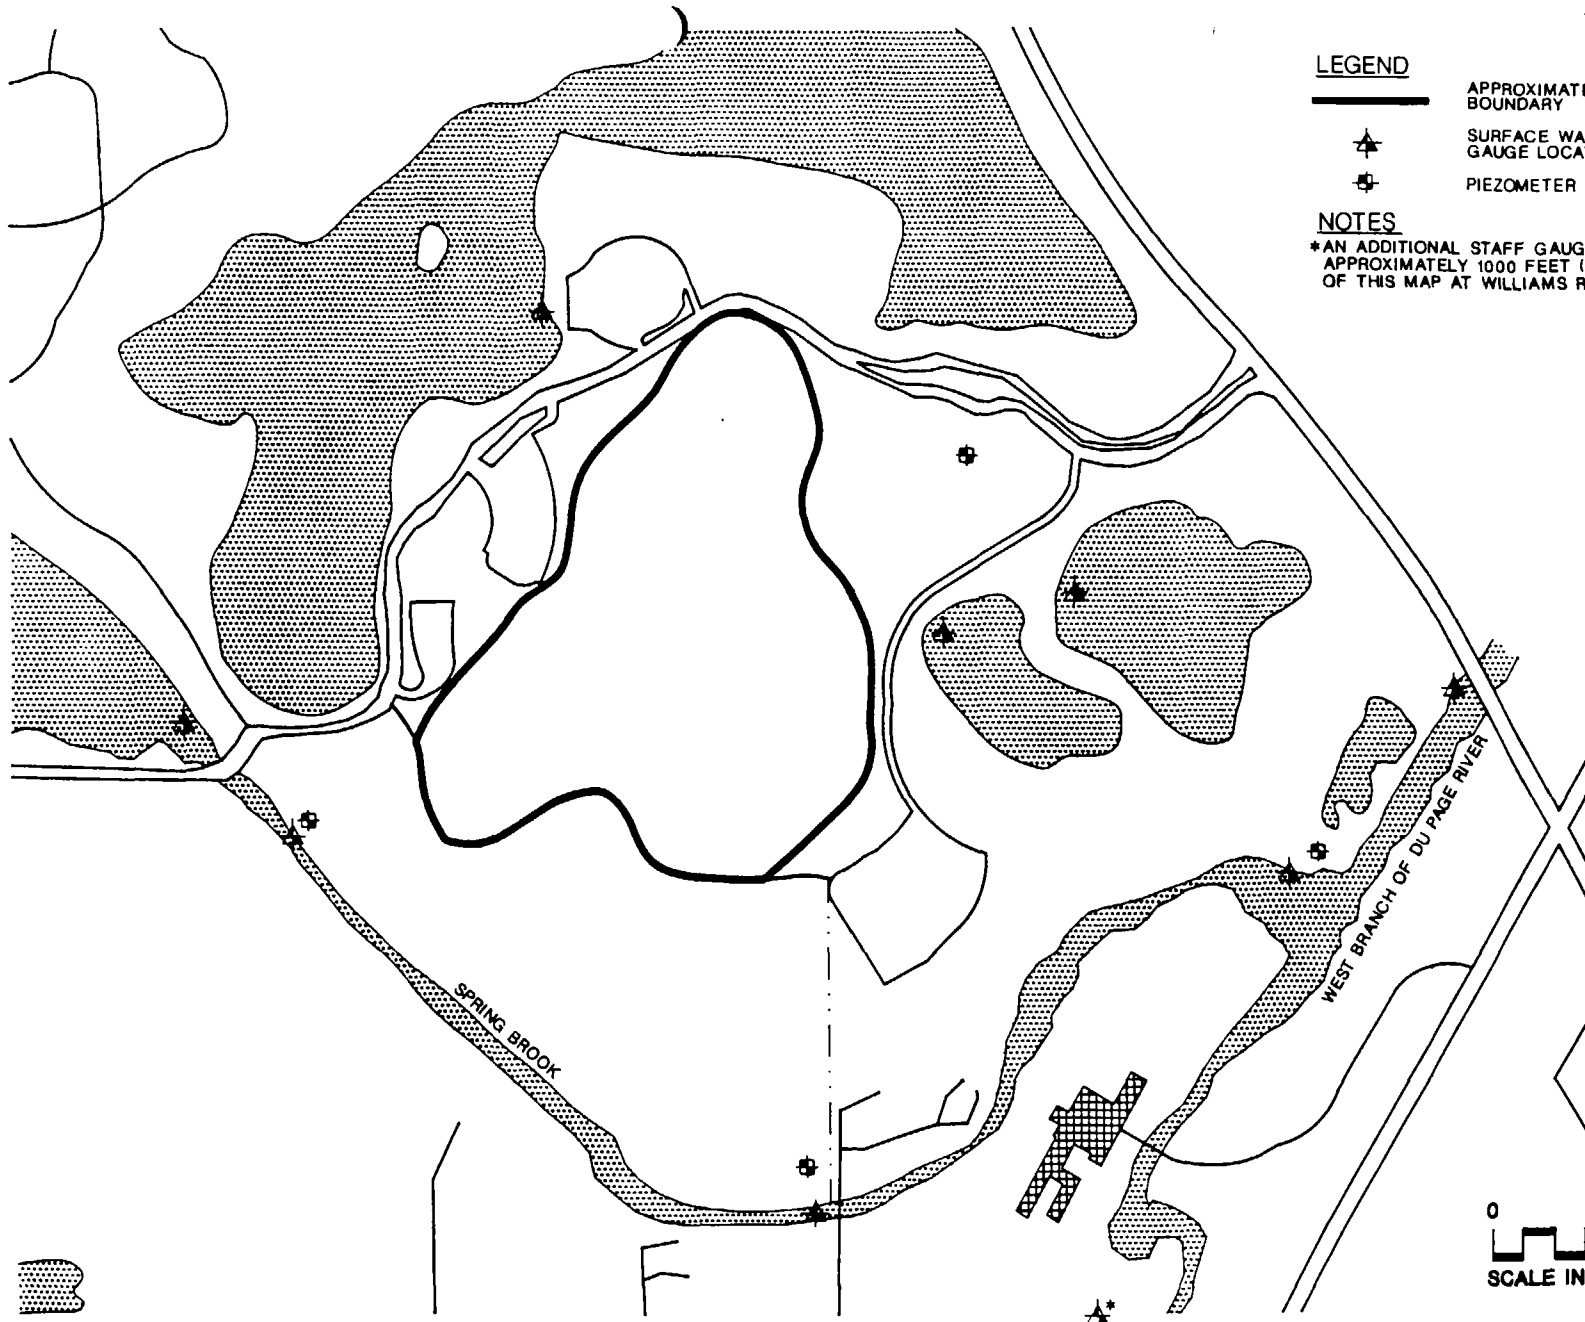 LEGEND
APPROXIMATE
BOUNDARY
SURFACE WA
GAUGE LOCA
PIEZOMETER
NOTES
*AN ADDITIONAL STAFF GAUG
APPROXIMATELY 1000 FEET (
OF THIS MAP AT WILLIAMS R
WEST BRANCH OF DU PAGE RIVER
SPRING BROOK
0
SCALE IN
*